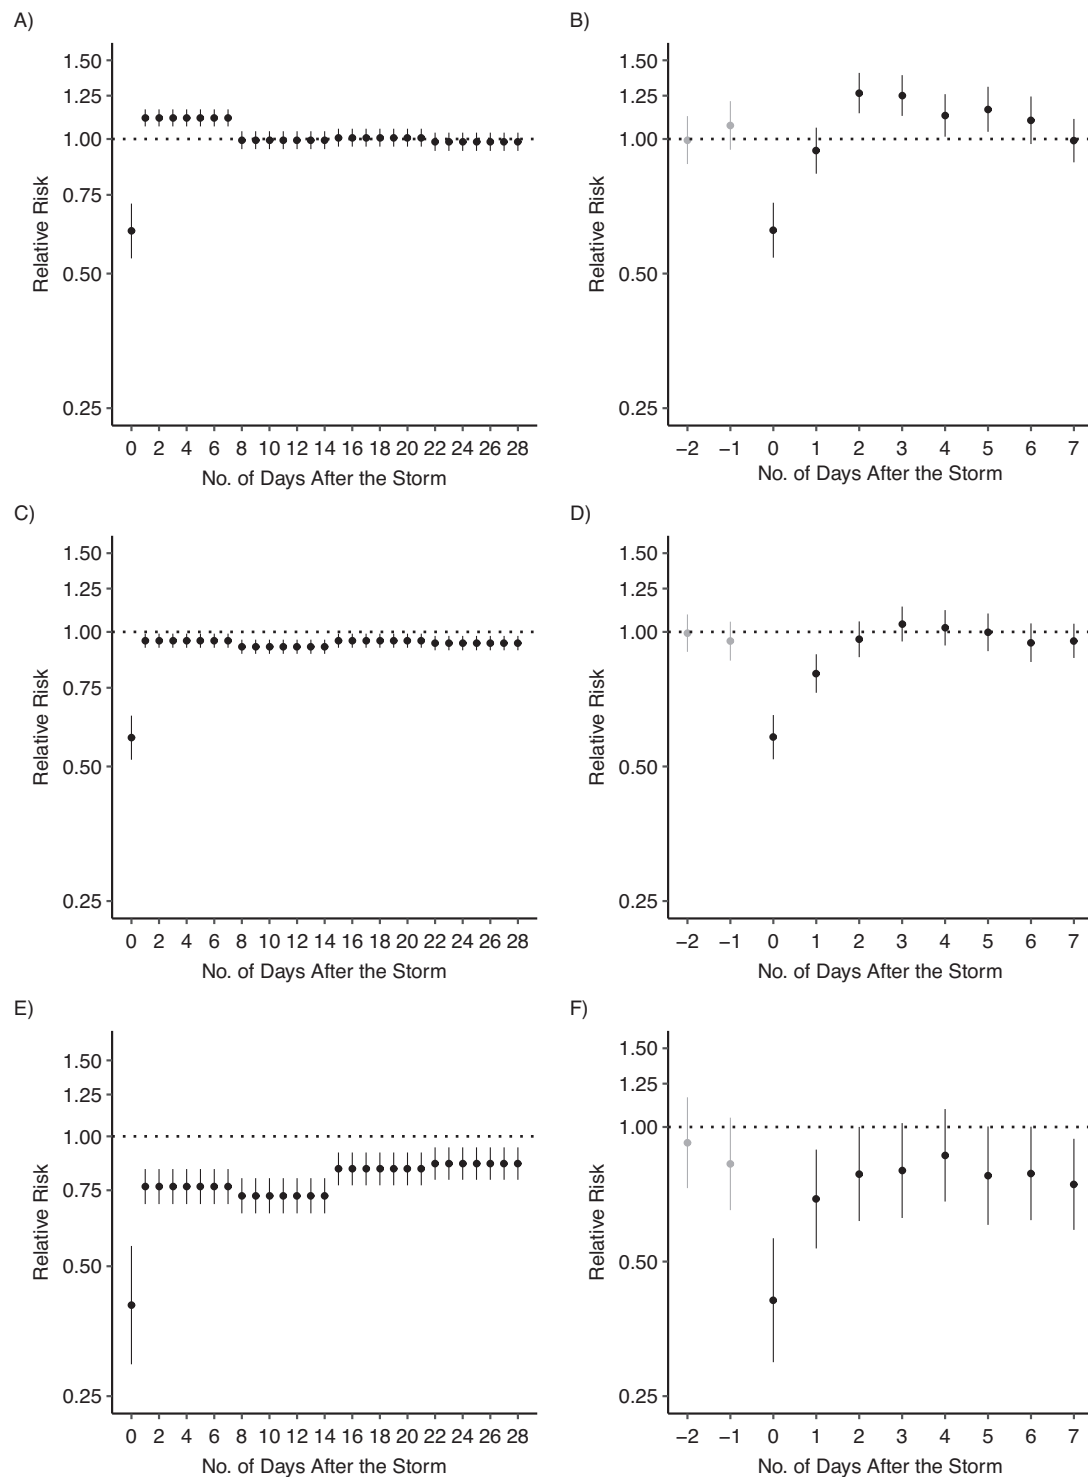 A)
1.50
1.25
1.00
0.75
0.50
0.25
Relative Risk
0 2 4 6 8 10 12 14 16 18 20 22 24 26 28
No. of Days After the Storm
B)
1.50
1.25
1.00
0.50
0.25
Relative Risk
−2 −1 0 1 2 3 4 5 6 7
No. of Days After the Storm
C)
1.50
1.25
1.00
0.75
0.50
0.25
Relative Risk
0 2 4 6 8 10 12 14 16 18 20 22 24 26 28
No. of Days After the Storm
D)
1.50
1.25
1.00
0.50
0.25
Relative Risk
−2 −1 0 1 2 3 4 5 6 7
No. of Days After the Storm
E)
1.50
1.25
1.00
0.75
0.50
0.25
Relative Risk
0 2 4 6 8 10 12 14 16 18 20 22 24 26 28
No. of Days After the Storm
F)
1.50
1.25
1.00
0.50
0.25
Relative Risk
−2 −1 0 1 2 3 4 5 6 7
No. of Days After the Storm